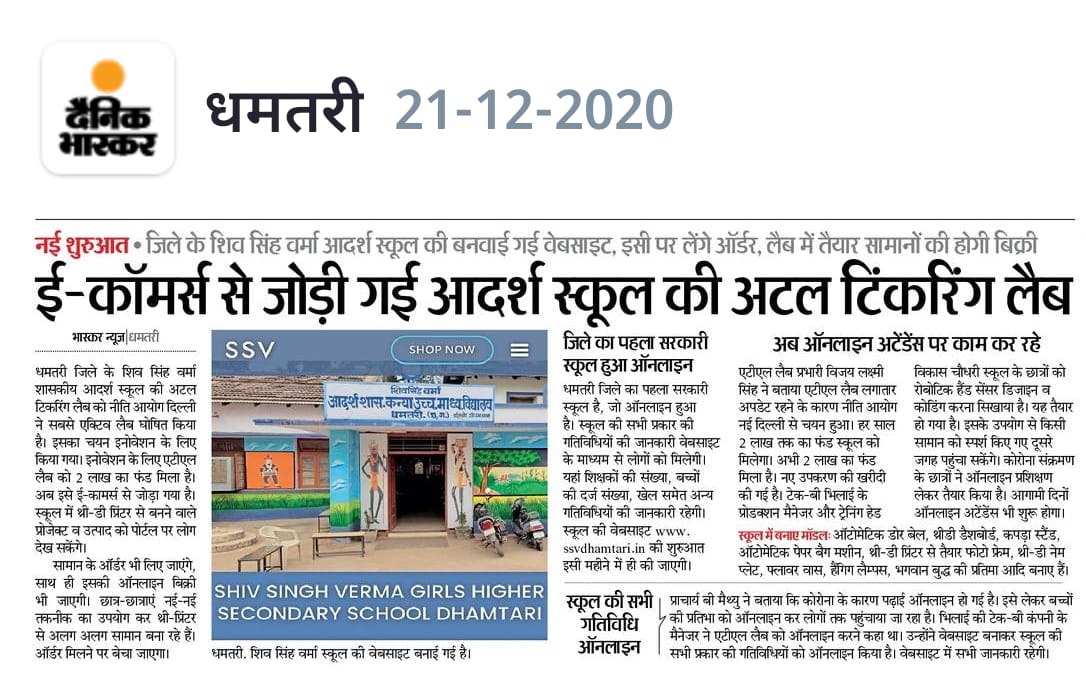 दैनिक
भास्कर
धमतरी 21-12-2020
नई शुरुआत • जिले के शिव सिंह वर्मा आदर्श स्कूल की बनवाई गई वेबसाइट, इसी पर लेंगे ऑर्डर, लैब में तैयार सामानों की होगी बिक्री
ई-कॉमर्स से जोड़ी गई आदर्श स्कूल की अटल टिंकरिंग लैब
भास्कर न्यूज|धमतरी
धमतरी जिले के शिव सिंह वर्मा
शासकीय आदर्श स्कूल की अटल
टिकरिंग लैब को नीति आयोग दिल्ली
ने सबसे एक्टिव लैब घोषित किया
है। इसका चयन इनोवेशन के लिए
किया गया। इनोवेशन के लिए एटीएल
लैब को 2 लाख का फंड मिला है।
अब इसे ई-कामर्स से जोड़ा गया है।
स्कूल में थ्री-डी प्रिंटर से बनने वाले
प्रोजेक्ट व उत्पाद को पोर्टल पर लोग
देख सकेंगे।
सामान के ऑर्डर भी लिए जाएंगे,
साथ ही इसकी ऑनलाइन बिक्री
भी जाएगी। छात्र-छात्राएं नई-नई
तकनीक का उपयोग कर थ्री-प्रिंटर
से अलग अलग सामान बना रहे हैं।
ऑर्डर मिलने पर बेचा जाएगा।
SSV SHOP NOW
शिवसिंह वर्मा
आदर्श शास. कन्या उच्च. माध्य. विद्यालय
धमतरी. (छ.ग.)
SHIV SINGH VERMA GIRLS HIGHER
SECONDARY SCHOOL DHAMTARI
धमतरी. शिव सिंह वर्मा स्कूल की वेबसाइट बनाई गई है।
जिले का पहला सरकारी
स्कूल हुआ ऑनलाइन
धमतरी जिले का पहला सरकारी
स्कूल है, जो ऑनलाइन हुआ
है। स्कूल की सभी प्रकार की
गतिविधियों की जानकारी वेबसाइट
के माध्यम से लोगों को मिलेगी।
यहां शिक्षकों की संख्या, बच्चों
की दर्ज संख्या, खेल समेत अन्य
गतिविधियों की जानकारी रहेगी।
स्कूल की वेबसाइट www.
ssvdhamtari.in की शुरुआत
इसी महीने में ही की जाएगी।
अब ऑनलाइन अटेंडेंस पर काम कर रहे
एटीएल लैब प्रभारी विजय लक्ष्मी
सिंह ने बताया एटीएल लैब लगातार
अपडेट रहने के कारण नीति आयोग
नई दिल्ली से चयन हुआ। हर साल
2 लाख तक का फंड स्कूल को
मिलेगा। अभी 2 लाख का फंड
मिला है। नए उपकरण की खरीदी
की गई है। टेक-बी भिलाई के
प्रोडक्शन मैनेजर और ट्रेनिंग हेड
विकास चौधरी स्कूल के छात्रों को
रोबोटिक हैंड सेंसर डिजाइन व
कोडिंग करना सिखाया है। यह तैयार
हो गया है। इसके उपयोग से किसी
सामान को स्पर्श किए गए दूसरे
जगह पहुंचा सकेंगे। कोरोना संक्रमण
के छात्रों ने ऑनलाइन प्रशिक्षण
लेकर तैयार किया है। आगामी दिनों
ऑनलाइन अटेंडेंस भी शुरू होगा।
स्कूल में बनाए मॉडलः ऑटोमेटिक डोर बेल, थ्रीडी डैशबोर्ड, कपड़ा स्टैंड,
ऑटोमेटिक पेपर बैग मशीन, थ्री-डी प्रिंटर से तैयार फोटो फ्रेम, थ्री-डी नेम
प्लेट, फ्लावर वास, हैंगिग लैम्पस, भगवान बुद्ध की प्रतिमा आदि बनाए हैं।
स्कूल की सभी
गतिविधि
ऑनलाइन
प्राचार्य बी मैथ्यु ने बताया कि कोरोना के कारण पढ़ाई ऑनलाइन हो गई है। इसे लेकर बच्चों
की प्रतिभा को ऑनलाइन कर लोगों तक पहुंचाया जा रहा है। भिलाई की टेक-बी कंपनी के
मैनेजर ने एटीएल लैब को ऑनलाइन करने कहा था। उन्होंने वेबसाइट बनाकर स्कूल की
सभी प्रकार की गतिविधियों को ऑनलाइन किया है। वेबसाइट में सभी जानकारी रहेगी।